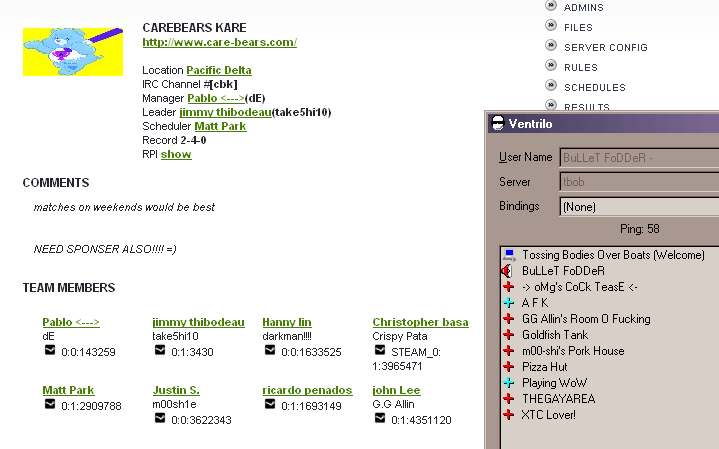 CAREBEARS KARE
http://www.care-bears.com/
Location Pacific Delta
IRC Channel #[cbk]
Manager Pablo <--->(dE)
Leader jimmy thibodeau(take5hi10)
Scheduler Matt Park
Record 2-4-0
RPI show
COMMENTS
matches on weekends would be best
NEED SPONSER ALSO!!!! =)
TEAM MEMBERS
Pablo <--->
dE
0:0:143259
jimmy thibodeau
take5hi10
0:1:3430
Hanny lin
darkman!!!!
0:0:1633525
Christopher basa
Crispy Pata
STEAM_0:
1:3965471
Matt Park
0:1:2909788
Justin S.
m00sh1e
0:0:3622343
ricardo penados
0:1:1693149
john Lee
G.G Allin
0:1:4351120
ADMINS
FILES
SERVER CONFIG
RULES
SCHEDULES
RESULTS
Ventrilo
User Name BuLLeT FoDDeR -
Server tbob
Bindings (None)
Ping: 58
Tossing Bodies Over Boats (Welcome)
BuLLeT FoDDeR
-> oMg's CoCk TeasE <-
A F K
GG Allin's Room O Fucking
Goldfish Tank
m00-shi's Pork House
Pizza Hut
Playing WoW
THEGAYAREA
XTC Lover!